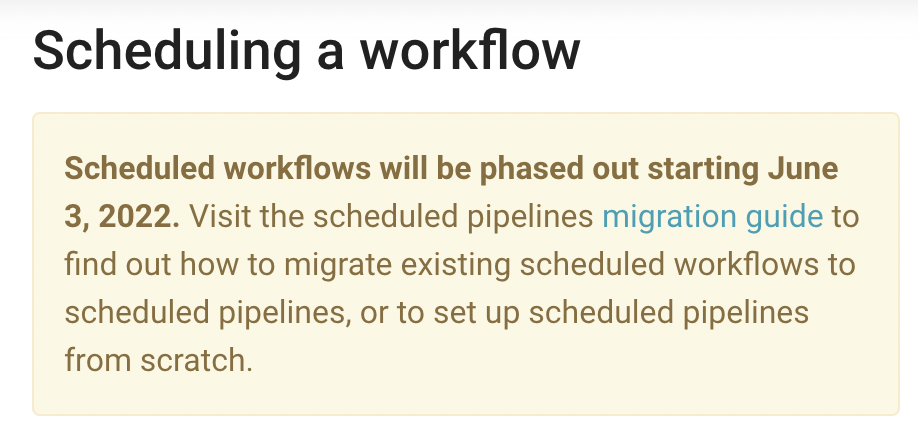 Scheduling a workflow
Scheduled workflows will be phased out starting June
3, 2022. Visit the scheduled pipelines migration guide to
find out how to migrate existing scheduled workflows to
scheduled pipelines, or to set up scheduled pipelines
from scratch.